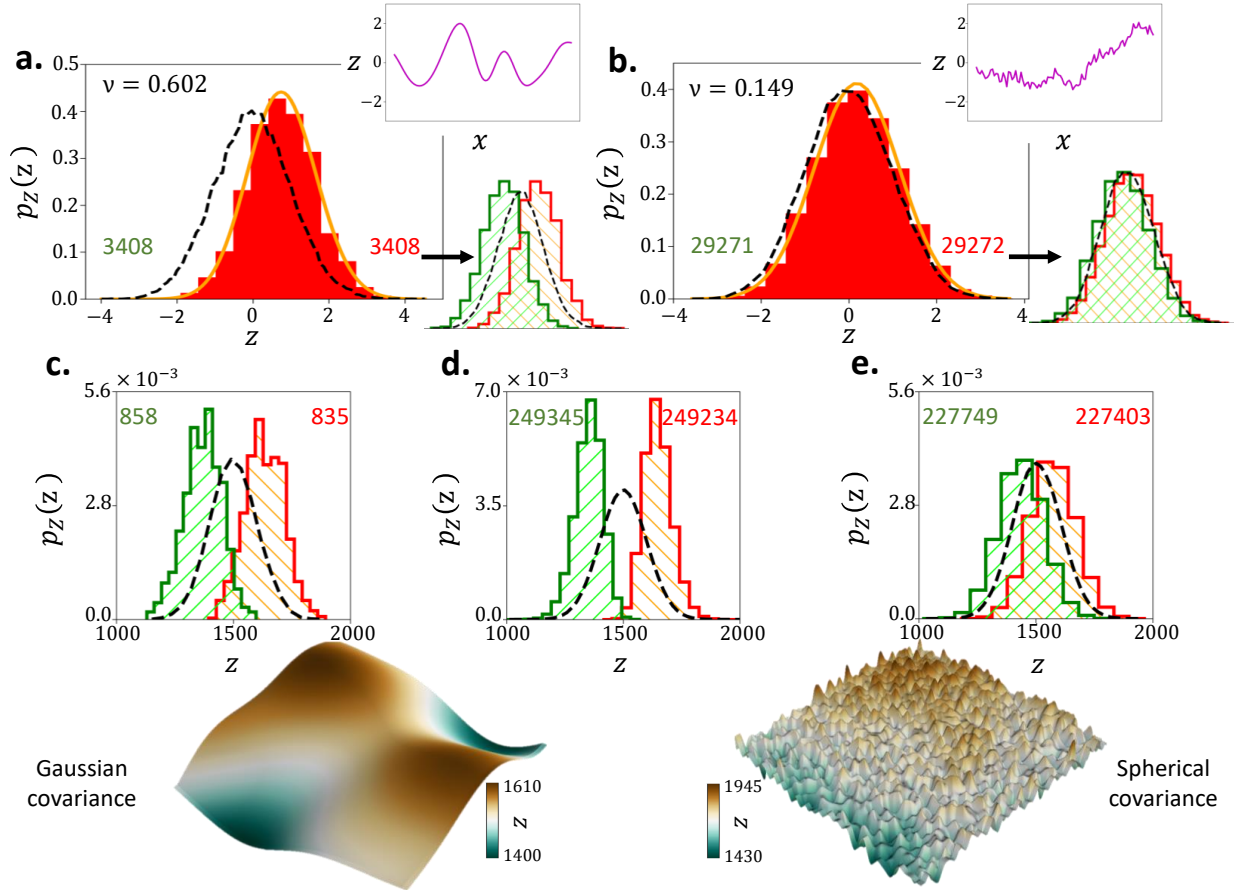 a.
ν = 0.602
p_Z(z )
0.5
0.4
0.3
0.2
0.1
0.0
3408
3408
−4 −2 0 2 4
z
z
2
0
−2
x
b.
ν = 0.149
p_Z(z )
0.4
0.3
0.2
0.1
0.0
29271
29272
−4 −2 0 2 4
z
z
2
0
−2
x
c.
× 10⁻³
5.6
2.8
0.0
p_Z(z )
858
835
1000 1500 2000
z
d.
× 10⁻³
7.0
3.5
0.0
p_Z(z )
249345
249234
1000 1500 2000
z
e.
× 10⁻³
5.6
2.8
0.0
p_Z(z )
227749
227403
1000 1500 2000
z
Gaussian
covariance
1610
z
1400
1945
z
1430
Spherical
covariance